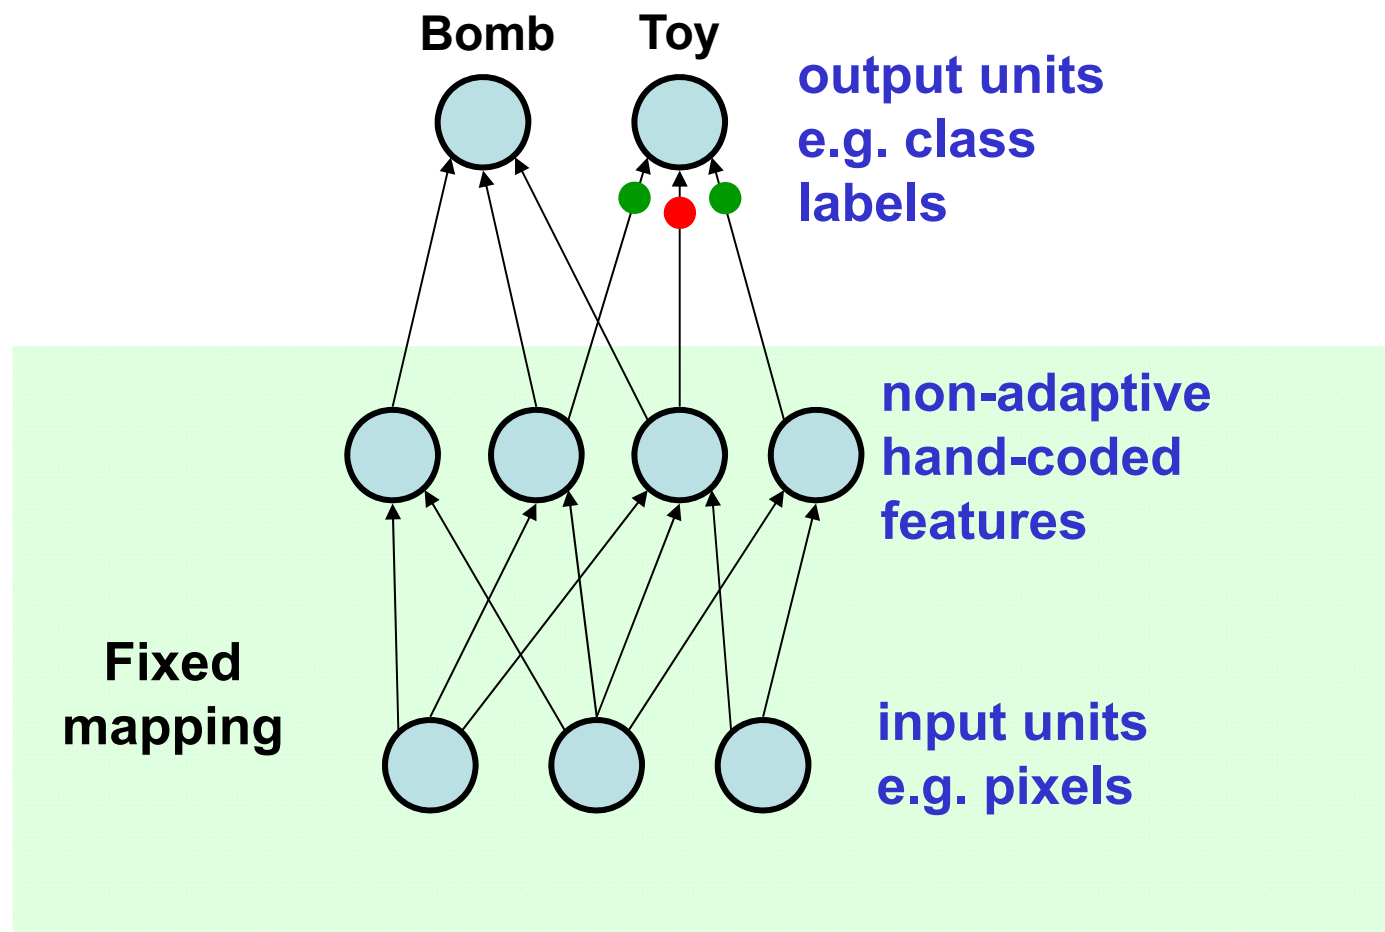 Bomb Toy
output units
e.g. class
labels
non-adaptive
hand-coded
features
Fixed
mapping
input units
e.g. pixels